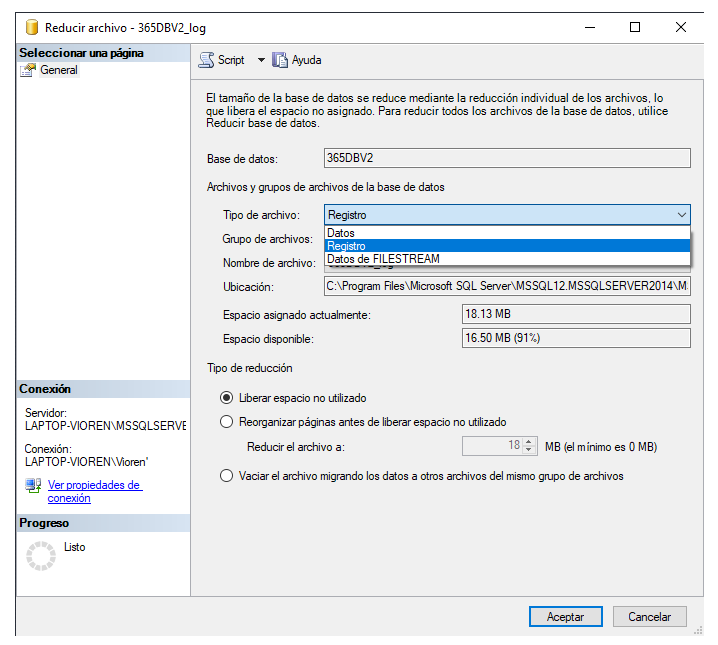 Reducir archivo - 365DBV2_log
Seleccionar una página
General
Script
Ayuda
El tamaño de la base de datos se reduce mediante la reducción individual de los archivos, lo
que libera el espacio no asignado. Para reducir todos los archivos de la base de datos, utilice
Reducir base de datos.
Base de datos: 365DBV2
Archivos y grupos de archivos de la base de datos
Tipo de archivo: Registro
Datos
Grupo de archivos: Registro
Datos de FILESTREAM
Nombre de archivo:
Ubicación: C:\Program Files\Microsoft SQL Server\MSSQL12.MSSQLSERVER2014\M
Espacio asignado actualmente: 18.13 MB
Espacio disponible: 16.50 MB (91%)
Tipo de reducción
Liberar espacio no utilizado
Reorganizar páginas antes de liberar espacio no utilizado
Reducir el archivo a: 18 MB (el mínimo es 0 MB)
Vaciar el archivo migrando los datos a otros archivos del mismo grupo de archivos
Conexión
Servidor:
LAPTOP-VIOREN\MSSQLSERVE
Conexión:
LAPTOP-VIOREN\Vioren'
Ver propiedades de
conexión
Progreso
Listo
Aceptar
Cancelar